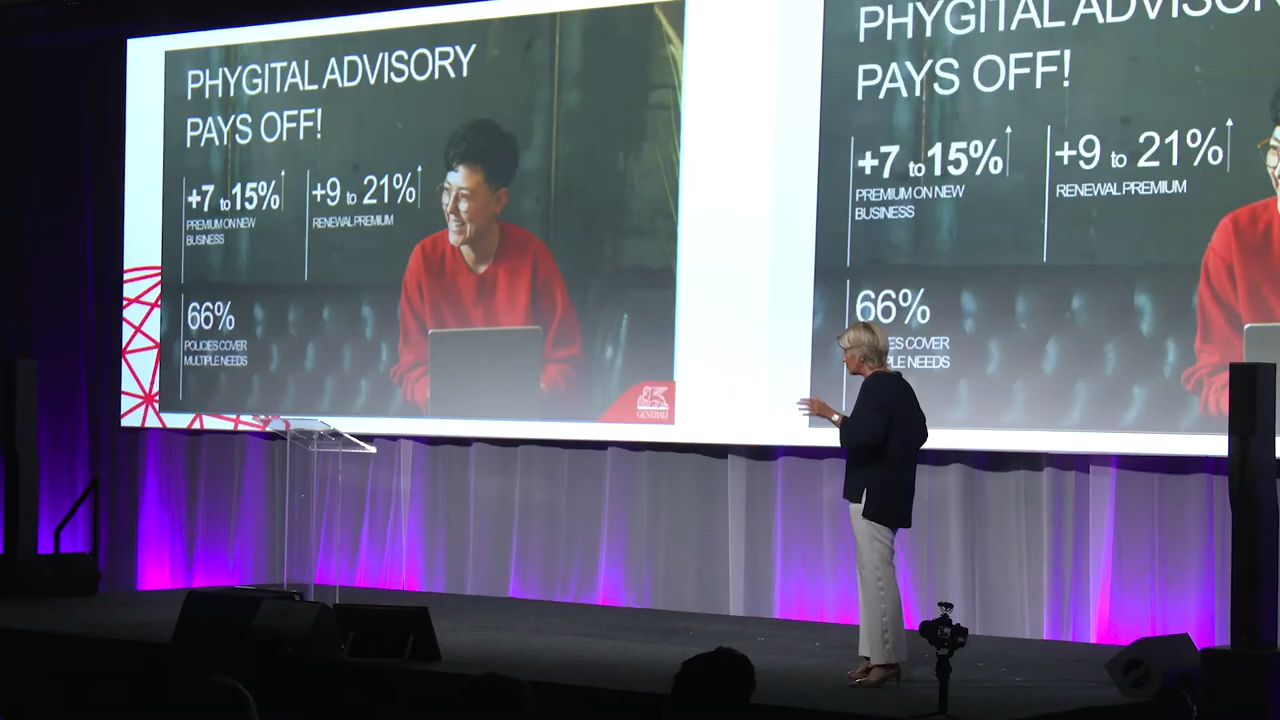 PHYGITAL ADVISORY
PAYS OFF!
+7 to 15%
PREMIUM ON NEW
BUSINESS
+9 to 21%
RENEWAL PREMIUM
66%
POLICIES COVER
MULTIPLE NEEDS
GENERALI
PHYGITAL ADVISOR
PAYS OFF!
+7 to 15%
PREMIUM ON NEW
BUSINESS
+9 to 21%
RENEWAL PREMIUM
66%
ES COVER
PLE NEEDS